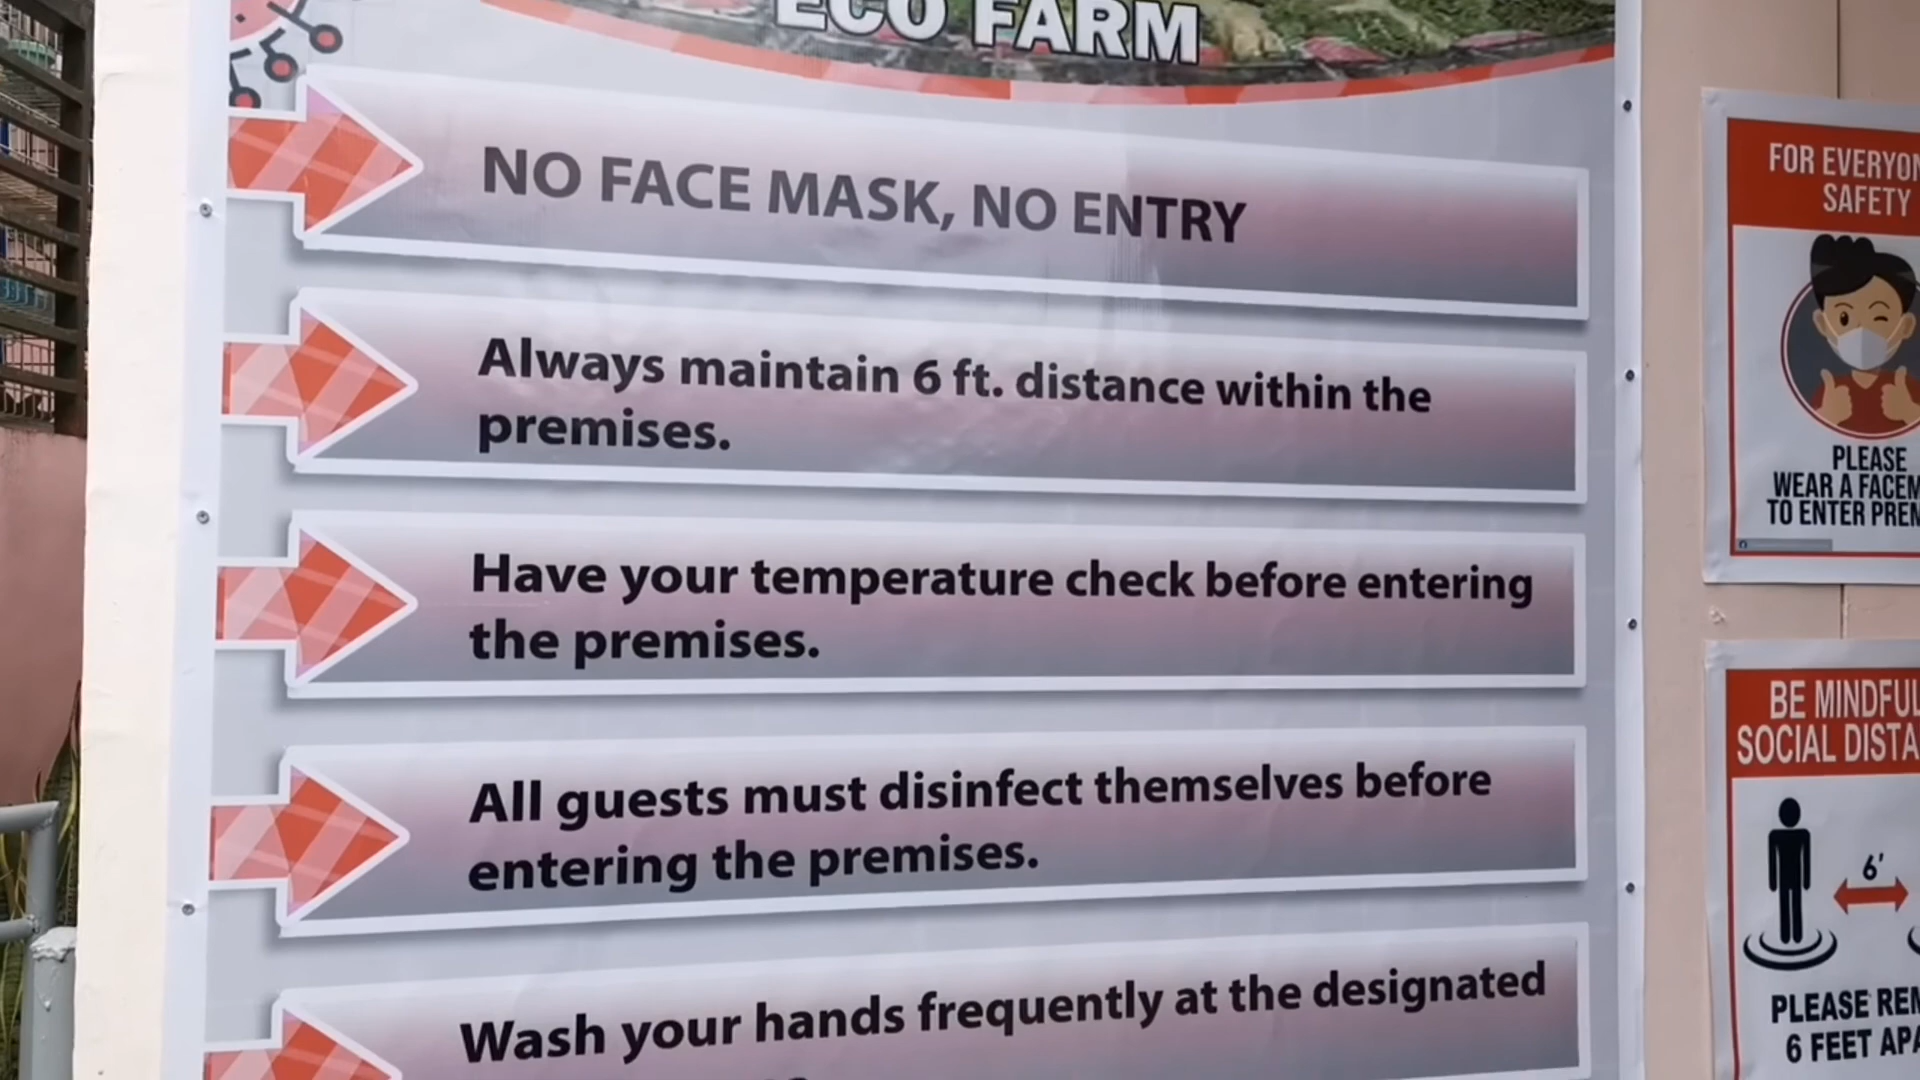 ECO FARM
NO FACE MASK, NO ENTRY
Always maintain 6 ft. distance within the
premises.
Have your temperature check before entering
the premises.
All guests must disinfect themselves before
entering the premises.
Wash your hands frequently at the designated
FOR EVERYON
SAFETY
PLEASE
WEAR A FACEM
TO ENTER PREM
BE MINDFUL
SOCIAL DISTA
6'
PLEASE REM
6 FEET APA